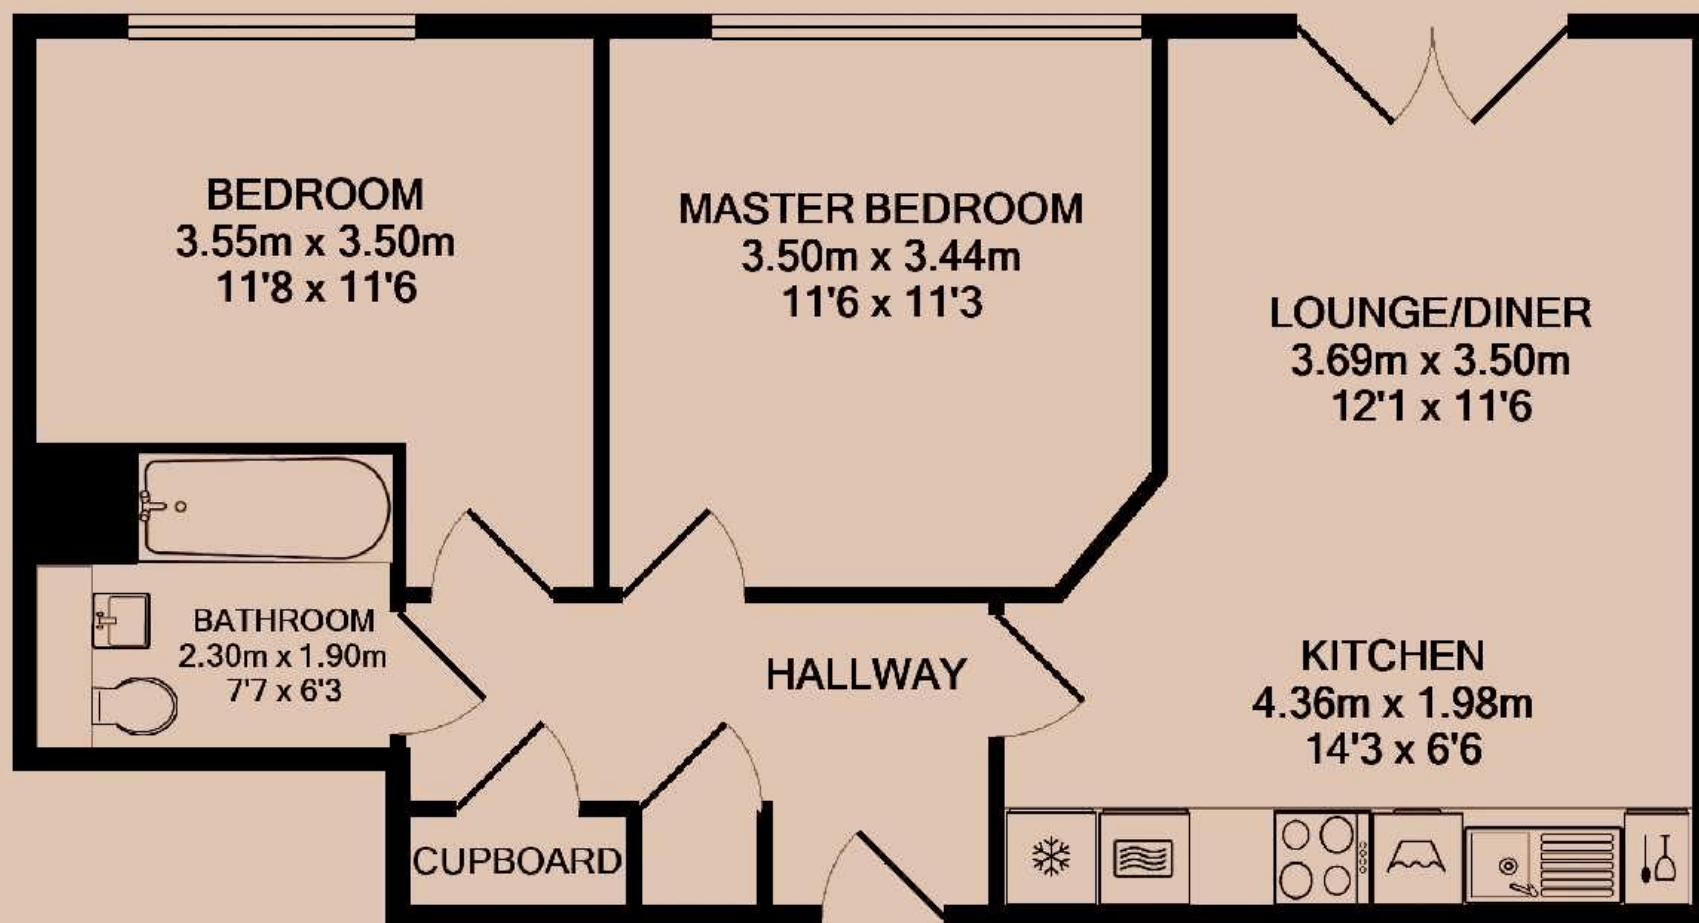 BEDROOM
3.55m x 3.50m
11'8 x 11'6
MASTER BEDROOM
3.50m x 3.44m
11'6 x 11'3
LOUNGE/DINER
3.69m x 3.50m
12'1 x 11'6
BATHROOM
2.30m x 1.90m
7'7 x 6'3
HALLWAY
KITCHEN
4.36m x 1.98m
14'3 x 6'6
CUPBOARD